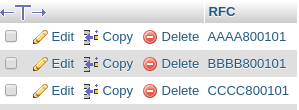 RFC
Edit Copy Delete AAAA800101
Edit Copy Delete BBBB800101
Edit Copy Delete CCCC800101